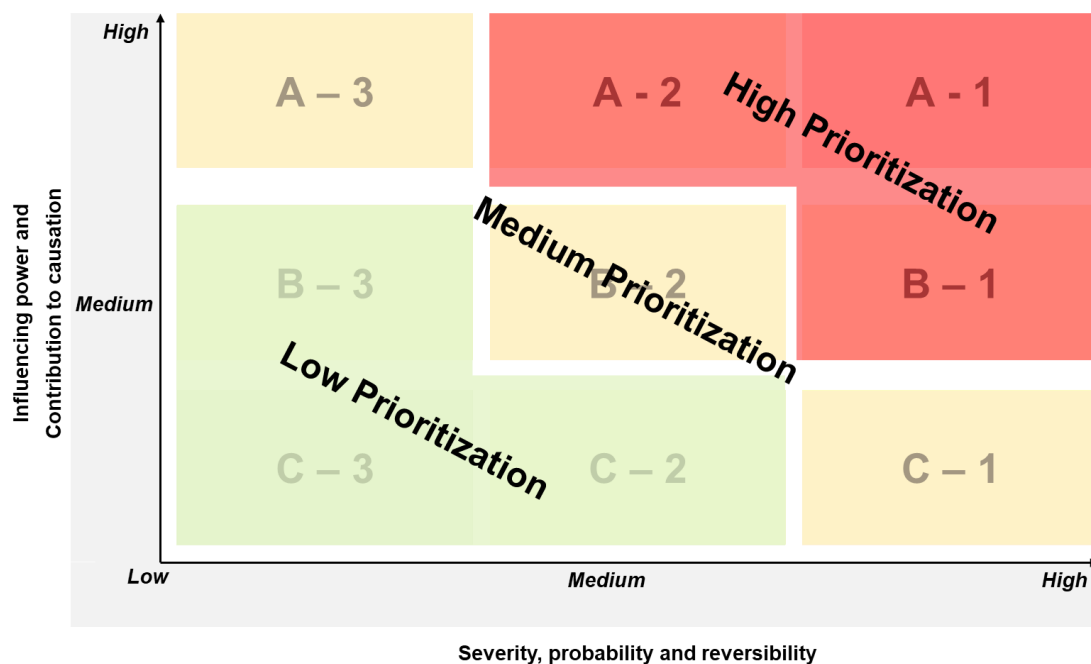 High
A – 3
A - 2
A - 1
High Prioritization
Influencing power and
Contribution to causation
Medium
B – 3
B – 2
B – 1
Medium Prioritization
Low Prioritization
C – 3
C – 2
C – 1
Low
Medium
High
Severity, probability and reversibility